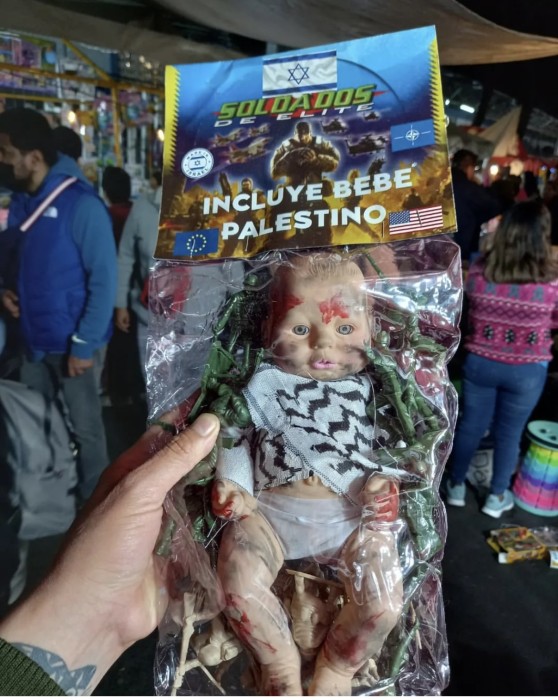 SOLDADOS
DE ELITE
INCLUYE BEBE
PALESTINO